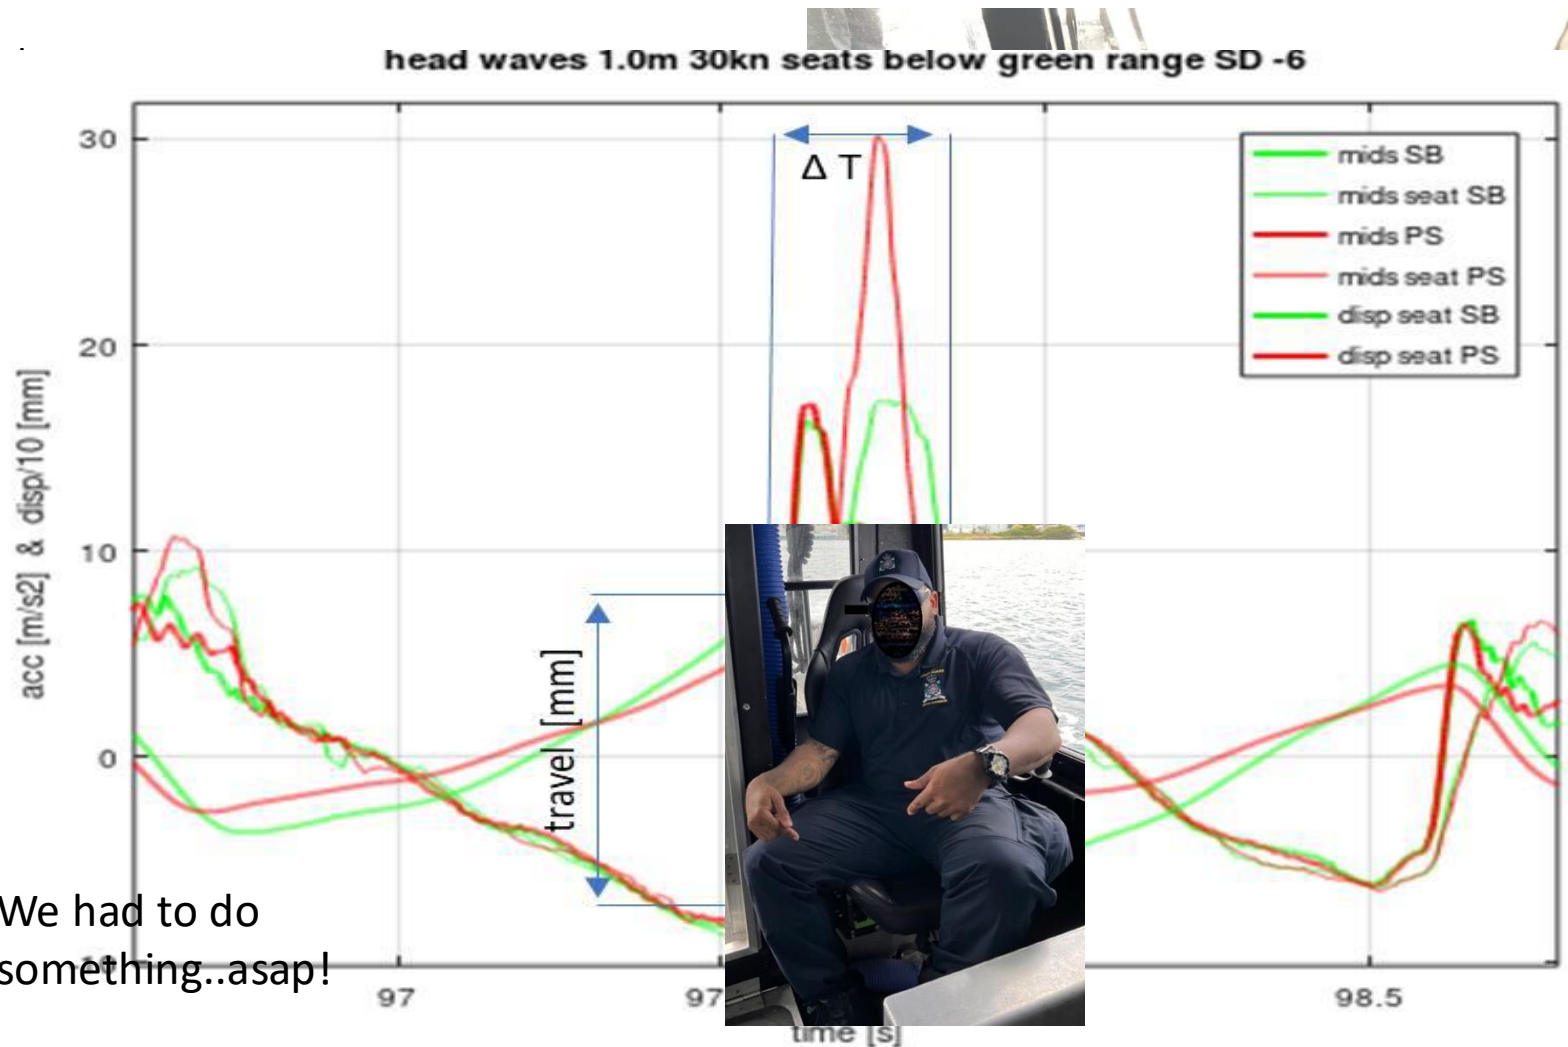 head waves 1.0m 30kn seats below green range SD -6
30
Δ T
mids SB
mids seat SB
mids PS
mids seat PS
disp seat SB
disp seat PS
20
acc [m/s2] & disp/10 [mm]
10
travel [mm]
0
We had to do
something..asap!
97
97
98.5
time [s]